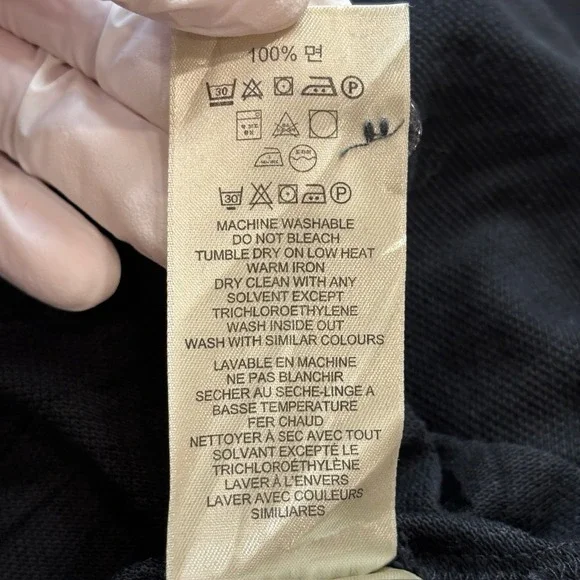 100% 면
30 P
30 P
MACHINE WASHABLE
DO NOT BLEACH
TUMBLE DRY ON LOW HEAT
WARM IRON
DRY CLEAN WITH ANY
SOLVENT EXCEPT
TRICHLOROETHYLENE
WASH INSIDE OUT
WASH WITH SIMILAR COLOURS
LAVABLE EN MACHINE
NE PAS BLANCHIR
SECHER AU SECHE-LINGE A
BASSE TEMPERATURE
FER CHAUD
NETTOYER À SEC AVEC TOUT
SOLVANT EXCEPTÉ LE
TRICHLOROÉTHYLÈNE
LAVER À L'ENVERS
LAVER AVEC COULEURS
SIMILIARES